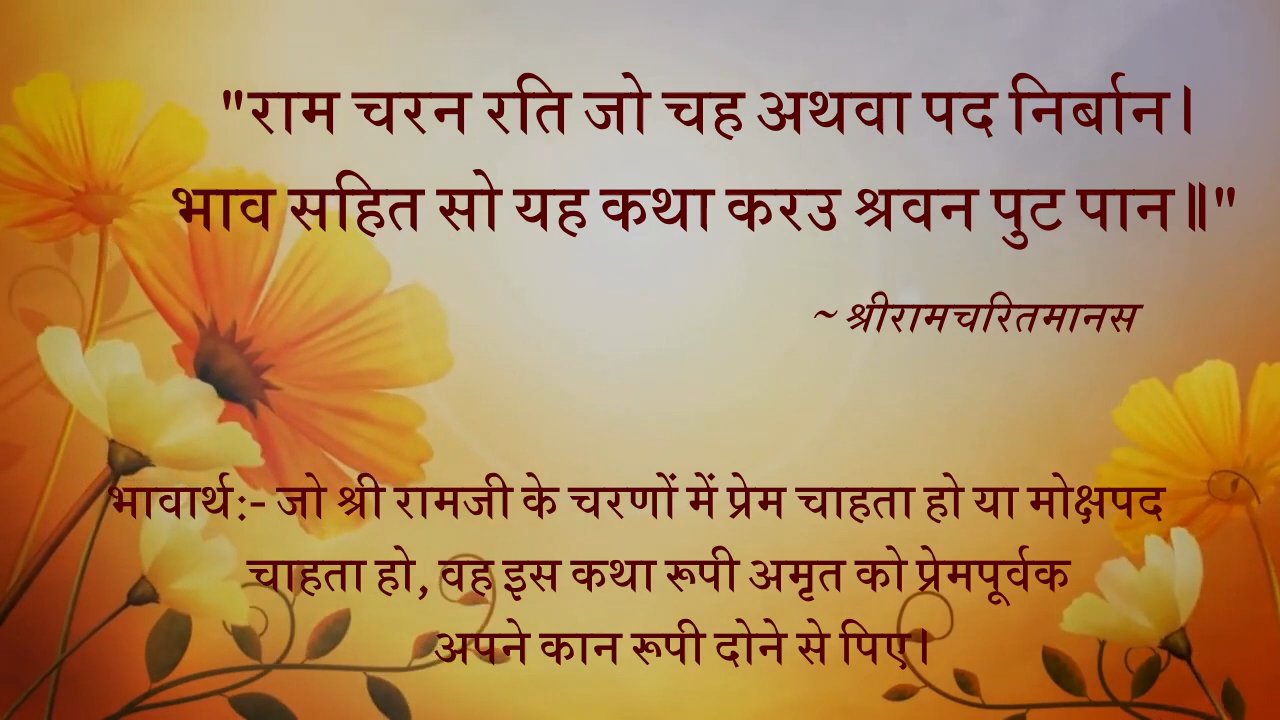 "राम चरन रति जो चह अथवा पद निर्बान।
भाव सहित सो यह कथा करउ श्रवन पुट पान॥"
~ श्रीरामचरितमानस
भावार्थ:- जो श्री रामजी के चरणों में प्रेम चाहता हो या मोक्षपद
चाहता हो, वह इस कथा रूपी अमृत को प्रेमपूर्वक
अपने कान रूपी दोने से पिए।